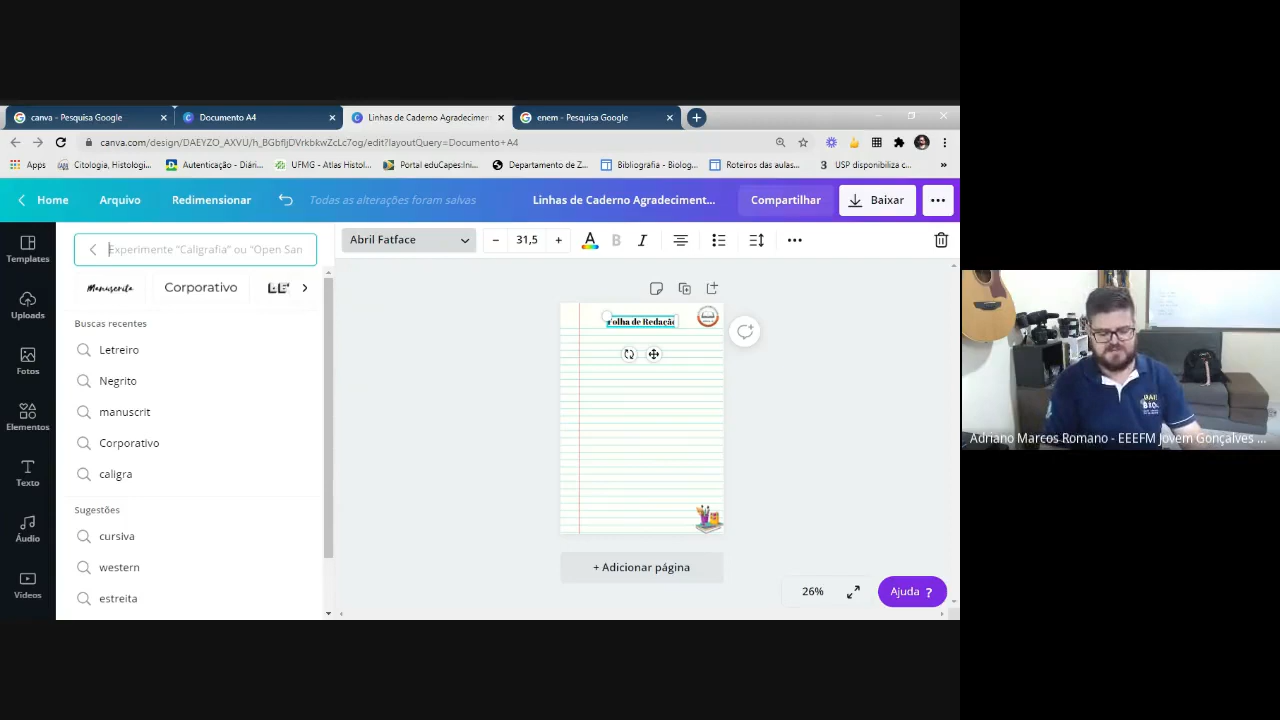 canva - Pesquisa Google
Documento A4
Linhas de Caderno Agradecimen
enem - Pesquisa Google
canva.com/design/DAEYZO_AXVU/h_BGbfIjDVrkbkwZcLc7og/edit?layoutQuery=Documento+A4
Apps
Citologia, Histologi...
Autenticação - Diári...
UFMG - Atlas Histol...
Portal eduCapes:Ini...
Departamento de Z...
Bibliografia - Biolog...
Roteiros das aulas...
3 USP disponibiliza c...
Home
Arquivo
Redimensionar
Todas as alterações foram salvas
Linhas de Caderno Agradeciment...
Compartilhar
Baixar
Templates
Uploads
Fotos
Elementos
Texto
Áudio
Vídeos
Experimente "Caligrafia" ou "Open San
Manuscrita
Corporativo
Buscas recentes
Letreiro
Negrito
manuscrit
Corporativo
caligra
Sugestões
cursiva
western
estreita
Abril Fatface
31,5
A
B
I
Folha de Redação
+ Adicionar página
26%
Ajuda ?
Adriano Marcos Romano - EEEFM Jovem Gonçalves ...